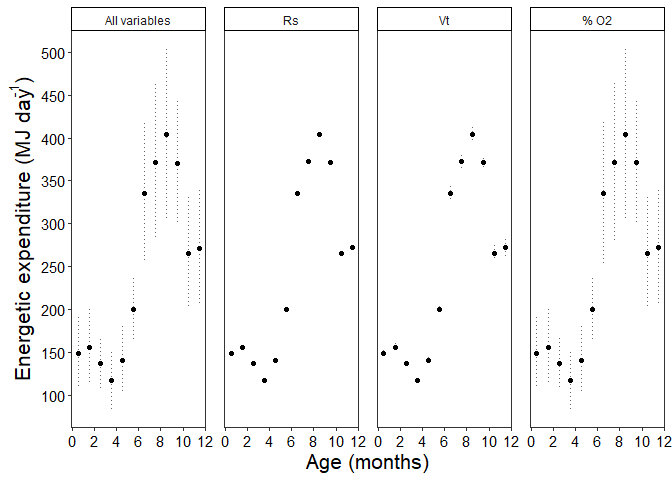 All variables Rs Vt % O2
500
450
400
350
300
250
200
150
100
Energetic expenditure (MJ day⁻¹)
0 2 4 6 8 10 12 0 2 4 6 8 10 12 0 2 4 6 8 10 12 0 2 4 6 8 10 12
Age (months)